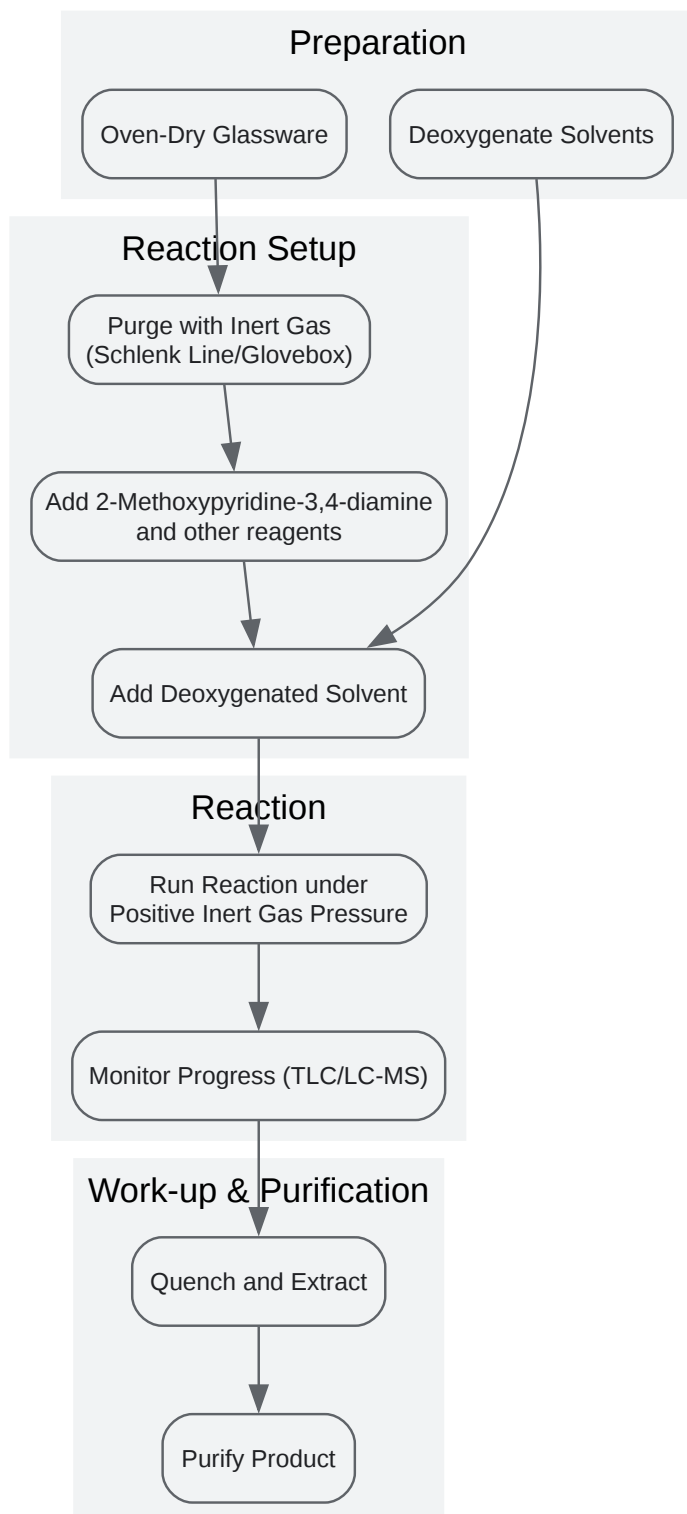 Preparation
Oven-Dry Glassware
Deoxygenate Solvents
Reaction Setup
Purge with Inert Gas
(Schlenk Line/Glovebox)
Add 2-Methoxypyridine-3,4-diamine
and other reagents
Add Deoxygenated Solvent
Reaction
Run Reaction under
Positive Inert Gas Pressure
Monitor Progress (TLC/LC-MS)
Work-up & Purification
Quench and Extract
Purify Product